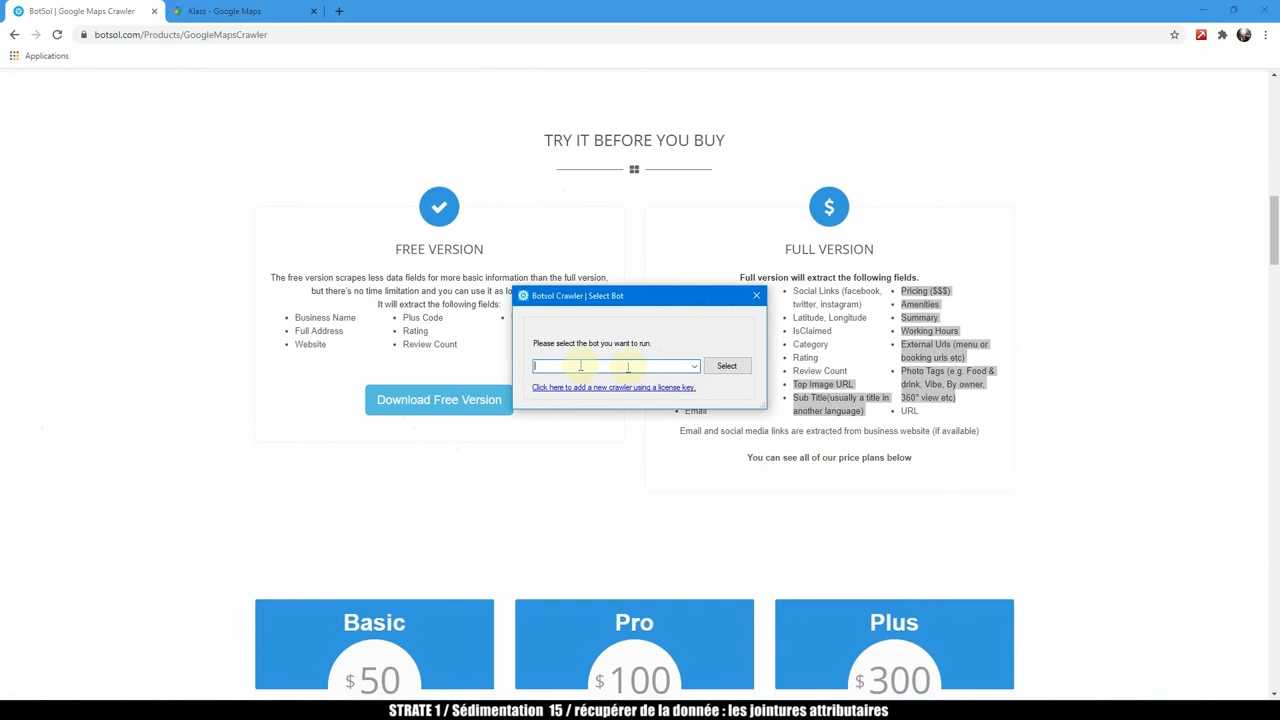 BotSol | Google Maps Crawler
Klass - Google Maps
botsol.com/Products/GoogleMapsCrawler
Applications
TRY IT BEFORE YOU BUY
FREE VERSION
The free version scrapes less data fields for more basic information than the full version,
but there's no time limitation and you can use it as lo
It will extract the following fields:
Business Name
Full Address
Website
Plus Code
Rating
Review Count
Download Free Version
$
FULL VERSION
Full version will extract the following fields.
Social Links (facebook,
twitter, instagram)
Latitude, Longitude
IsClaimed
Category
Rating
Review Count
Top Image URL
Sub Title(usually a title in
another language)
Pricing ($$$)
Amenities
Summary
Working Hours
External Urls (menu or
booking urls etc)
Photo Tags (e.g. Food &
drink, Vibe, By owner,
360° view etc)
URL
Email
Email and social media links are extracted from business website (if available)
You can see all of our price plans below
Botsol Crawler | Select Bot
Please select the bot you want to run.
Select
Click here to add a new crawler using a license key.
Basic
$50
Pro
$100
Plus
$300
STRATE 1 / Sédimentation 15 / récupérer de la donnée : les jointures attributaires